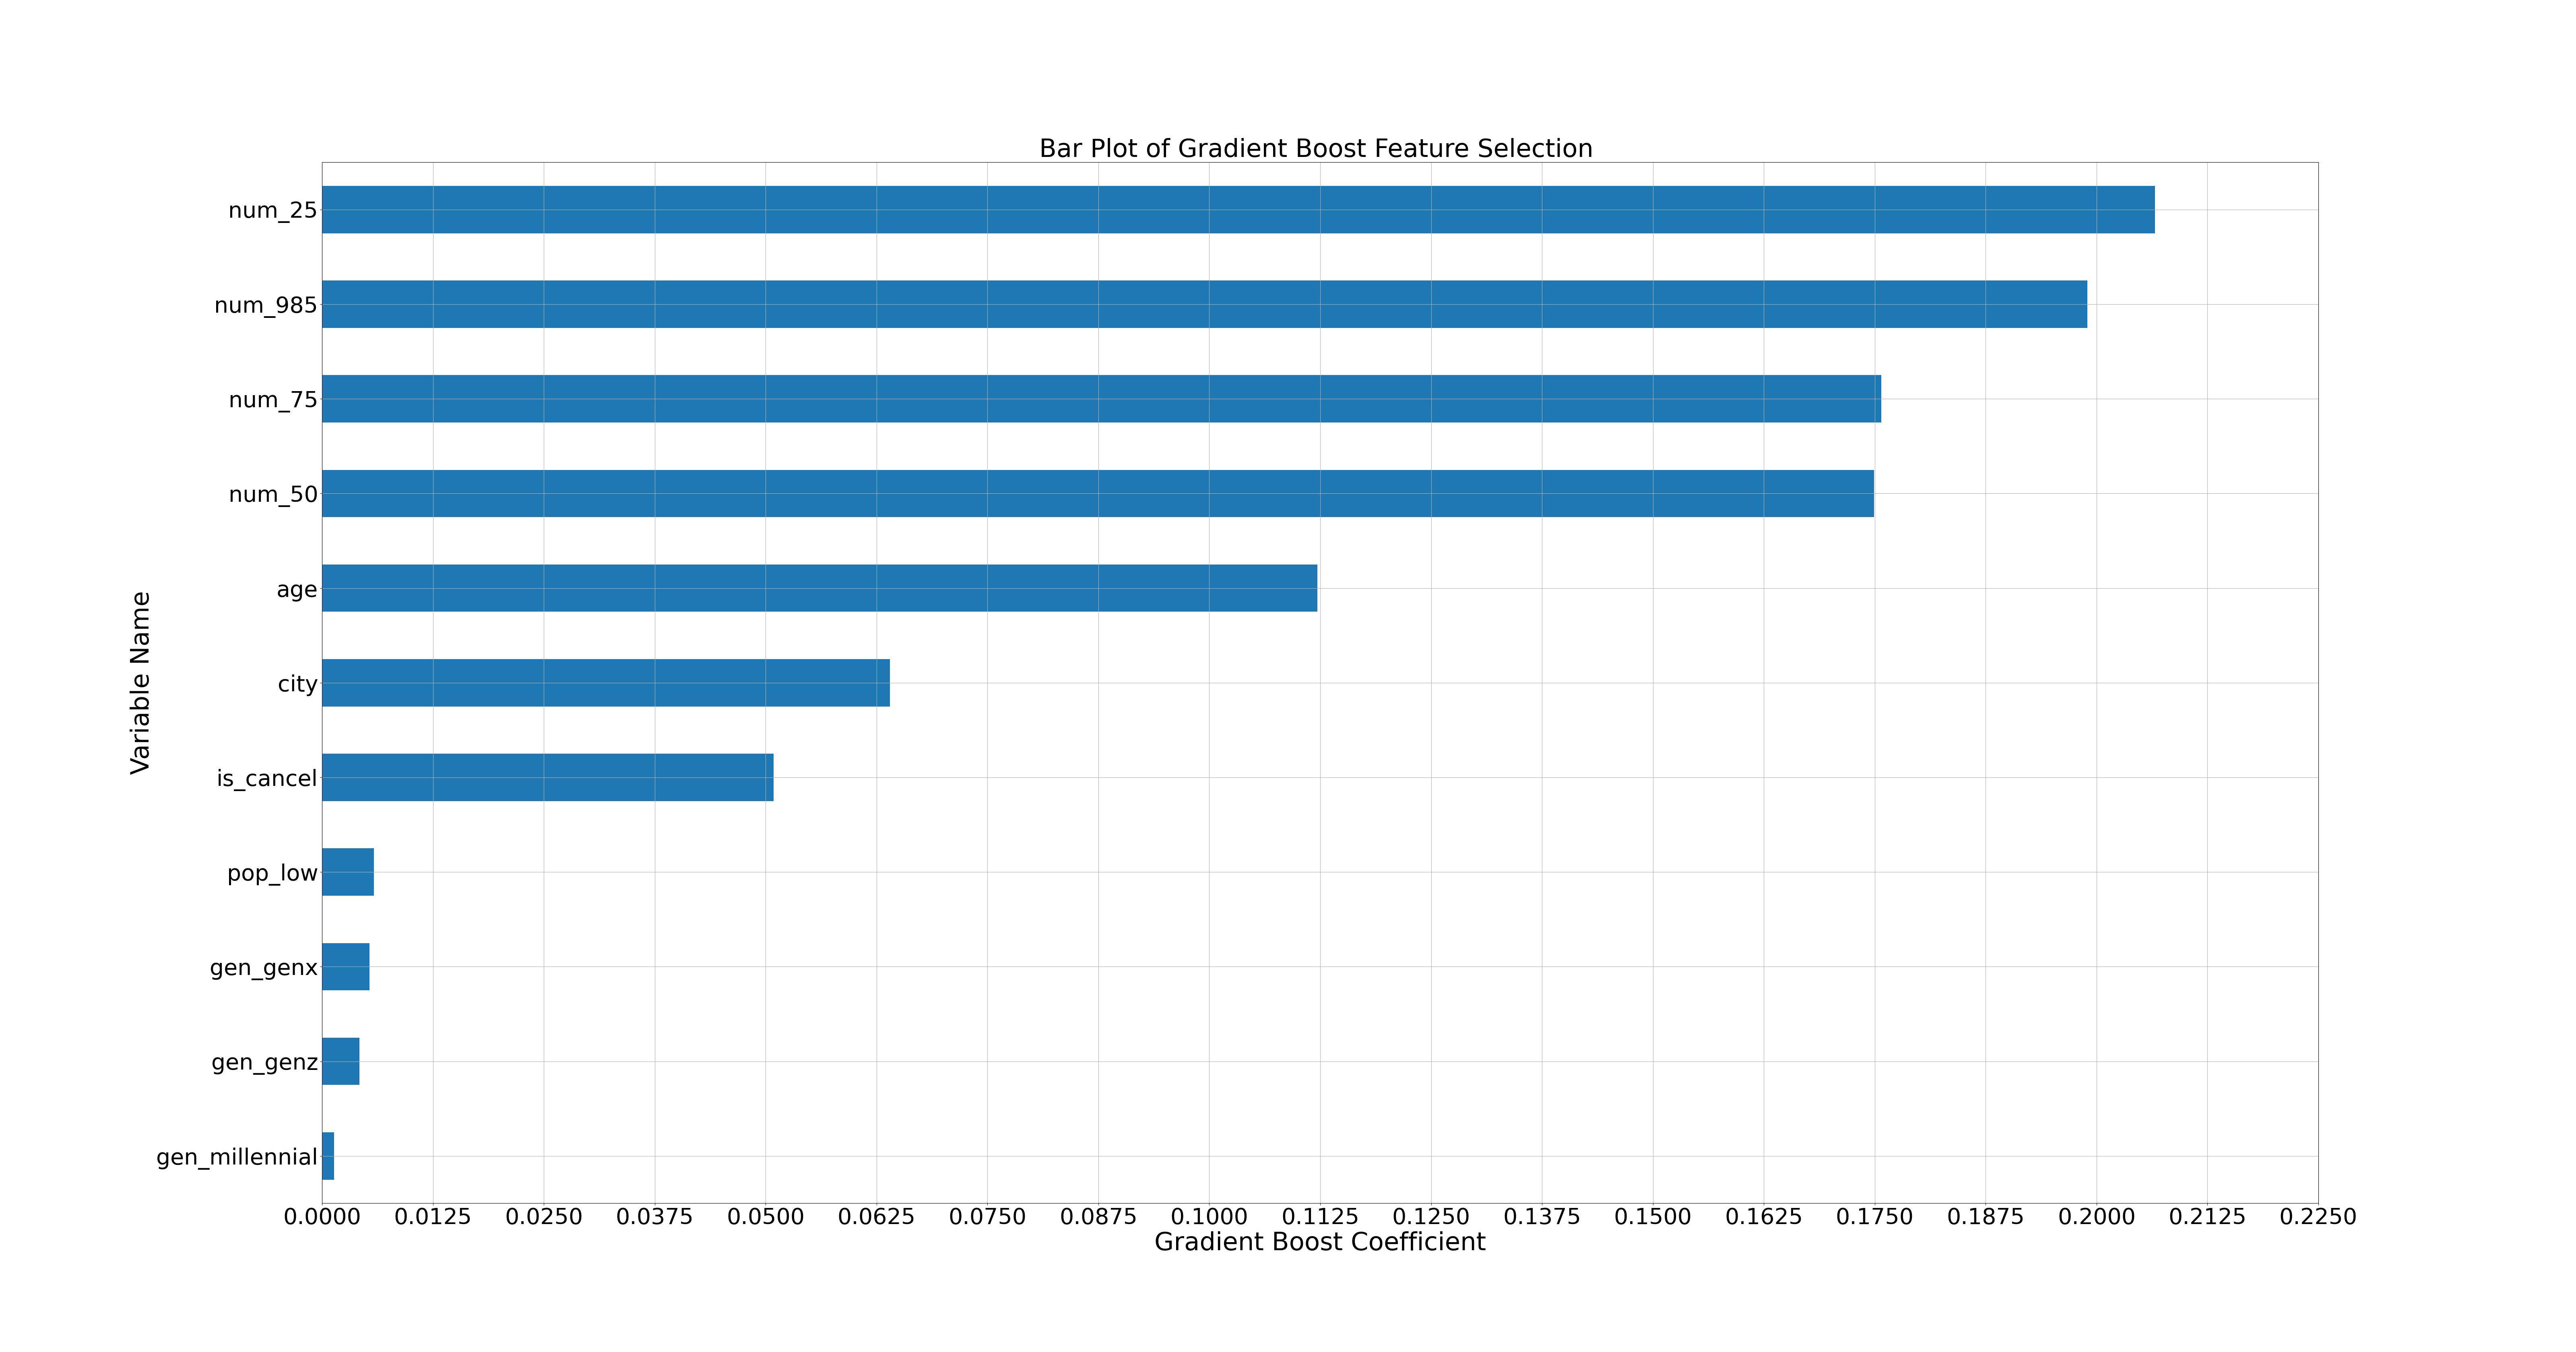 Bar Plot of Gradient Boost Feature Selection
num_25
num_985
num_75
num_50
age
city
is_cancel
pop_low
gen_genx
gen_genz
gen_millennial
Variable Name
0.0000 0.0125 0.0250 0.0375 0.0500 0.0625 0.0750 0.0875 0.1000 0.1125 0.1250 0.1375 0.1500 0.1625 0.1750 0.1875 0.2000 0.2125 0.2250
Gradient Boost Coefficient